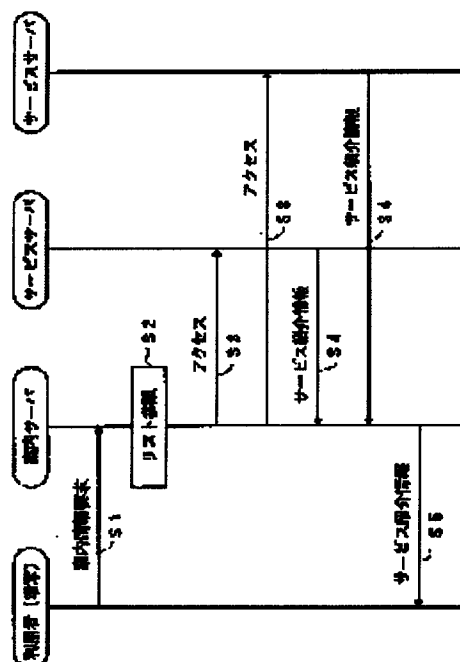 利用者（端末）
案内サーバ
サービスサーバ
サービスサーバ
案内情報要求
S1
リスト参照
S2
アクセス
S3
アクセス
S3
サービス紹介情報
S4
サービス紹介情報
S4
サービス紹介情報
S5